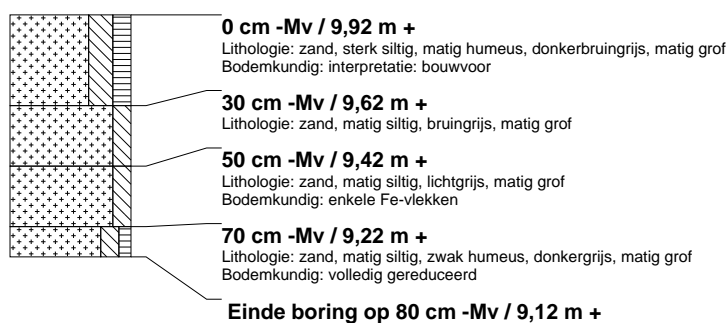 0 cm -Mv / 9,92 m +
Lithologie: zand, sterk siltig, matig humeus, donkerbruingrijs, matig grof
Bodemkundig: interpretatie: bouwvoor
30 cm -Mv / 9,62 m +
Lithologie: zand, matig siltig, bruingrijs, matig grof
50 cm -Mv / 9,42 m +
Lithologie: zand, matig siltig, lichtgrijs, matig grof
Bodemkundig: enkele Fe-vlekken
70 cm -Mv / 9,22 m +
Lithologie: zand, matig siltig, zwak humeus, donkergrijs, matig grof
Bodemkundig: volledig gereduceerd
Einde boring op 80 cm -Mv / 9,12 m +